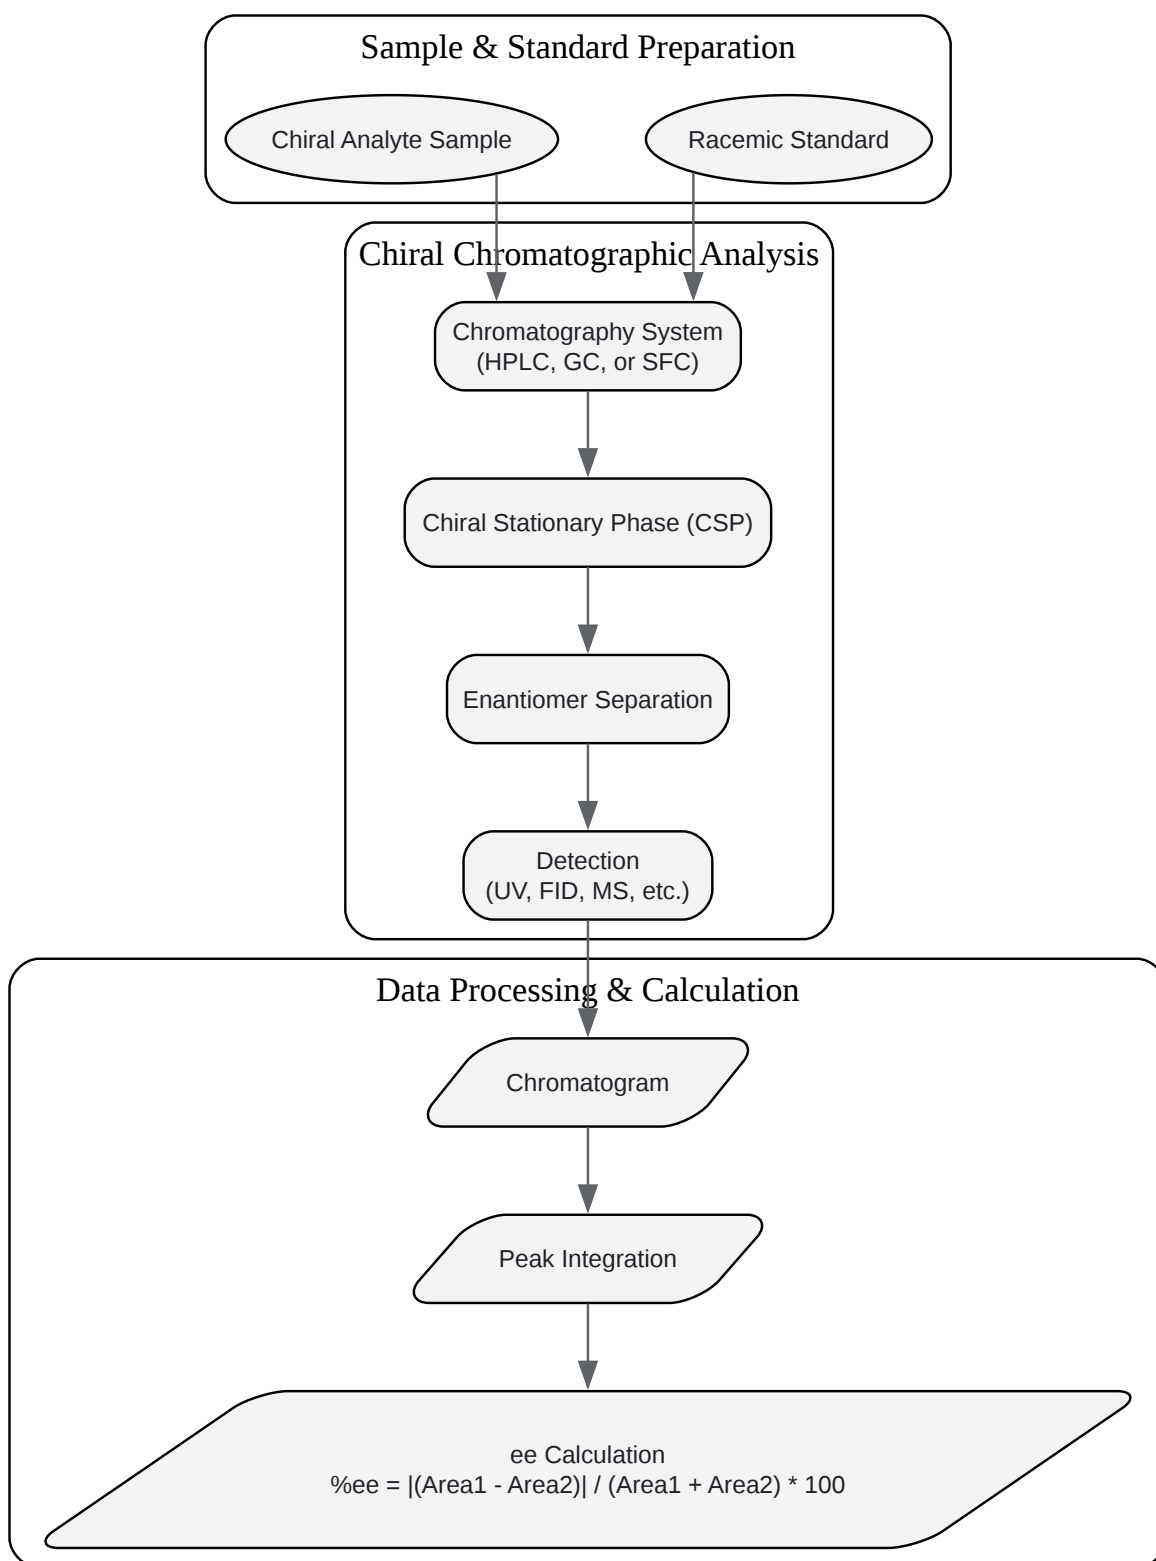 Sample & Standard Preparation
Chiral Analyte Sample
Racemic Standard
Chiral Chromatographic Analysis
Chromatography System
(HPLC, GC, or SFC)
Chiral Stationary Phase (CSP)
Enantiomer Separation
Detection
(UV, FID, MS, etc.)
Data Processing & Calculation
Chromatogram
Peak Integration
ee Calculation
%ee = |(Area1 - Area2)| / (Area1 + Area2) * 100